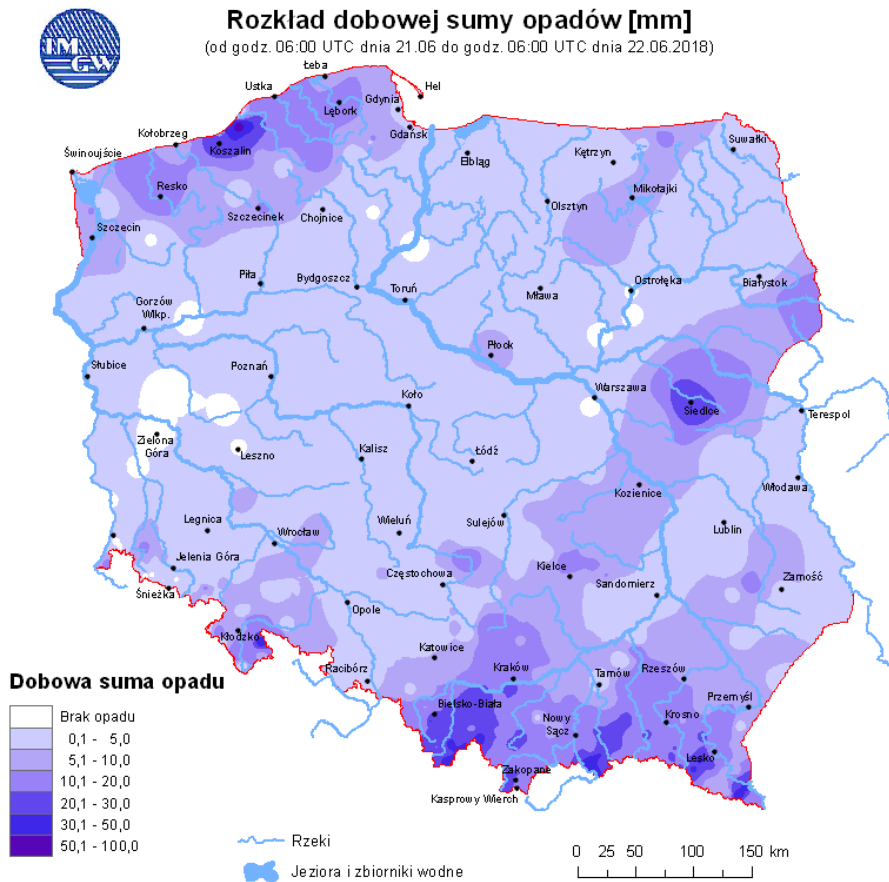 Rozkład dobowej sumy opadów [mm]
(od godz. 06:00 UTC dnia 21.06 do godz. 06:00 UTC dnia 22.06.2018)
IM
GW
Łeba
Ustka
Hel
Lębork
Gdynia
Gdańsk
Kołobrzeg
Koszalin
Świnoujście
Elbląg
Kętrzyn
Suwałki
Resko
Szczecinek
Chojnice
Olsztyn
Mikołajki
Szczecin
Piła
Bydgoszcz
Toruń
Mława
Ostrołęka
Białystok
Gorzów
Wlkp.
Płock
Słubice
Poznań
Koło
Warszawa
Siedlce
Terespol
Zielona
Góra
Leszno
Kalisz
Łódź
Kozienice
Włodawa
Legnica
Wrocław
Wieluń
Sulejów
Lublin
Jelenia Góra
Śnieżka
Częstochowa
Kielce
Sandomierz
Zamość
Opole
Kłodzko
Racibórz
Katowice
Kraków
Tarnów
Rzeszów
Przemyśl
Bielsko-Biała
Nowy
Sącz
Krosno
Lesko
Zakopane
Kasprowy Wierch
Dobowa suma opadu
Brak opadu
0,1 - 5,0
5,1 - 10,0
10,1 - 20,0
20,1 - 30,0
30,1 - 50,0
50,1 - 100,0
Rzeki
Jeziora i zbiorniki wodne
0 25 50 100 150 km